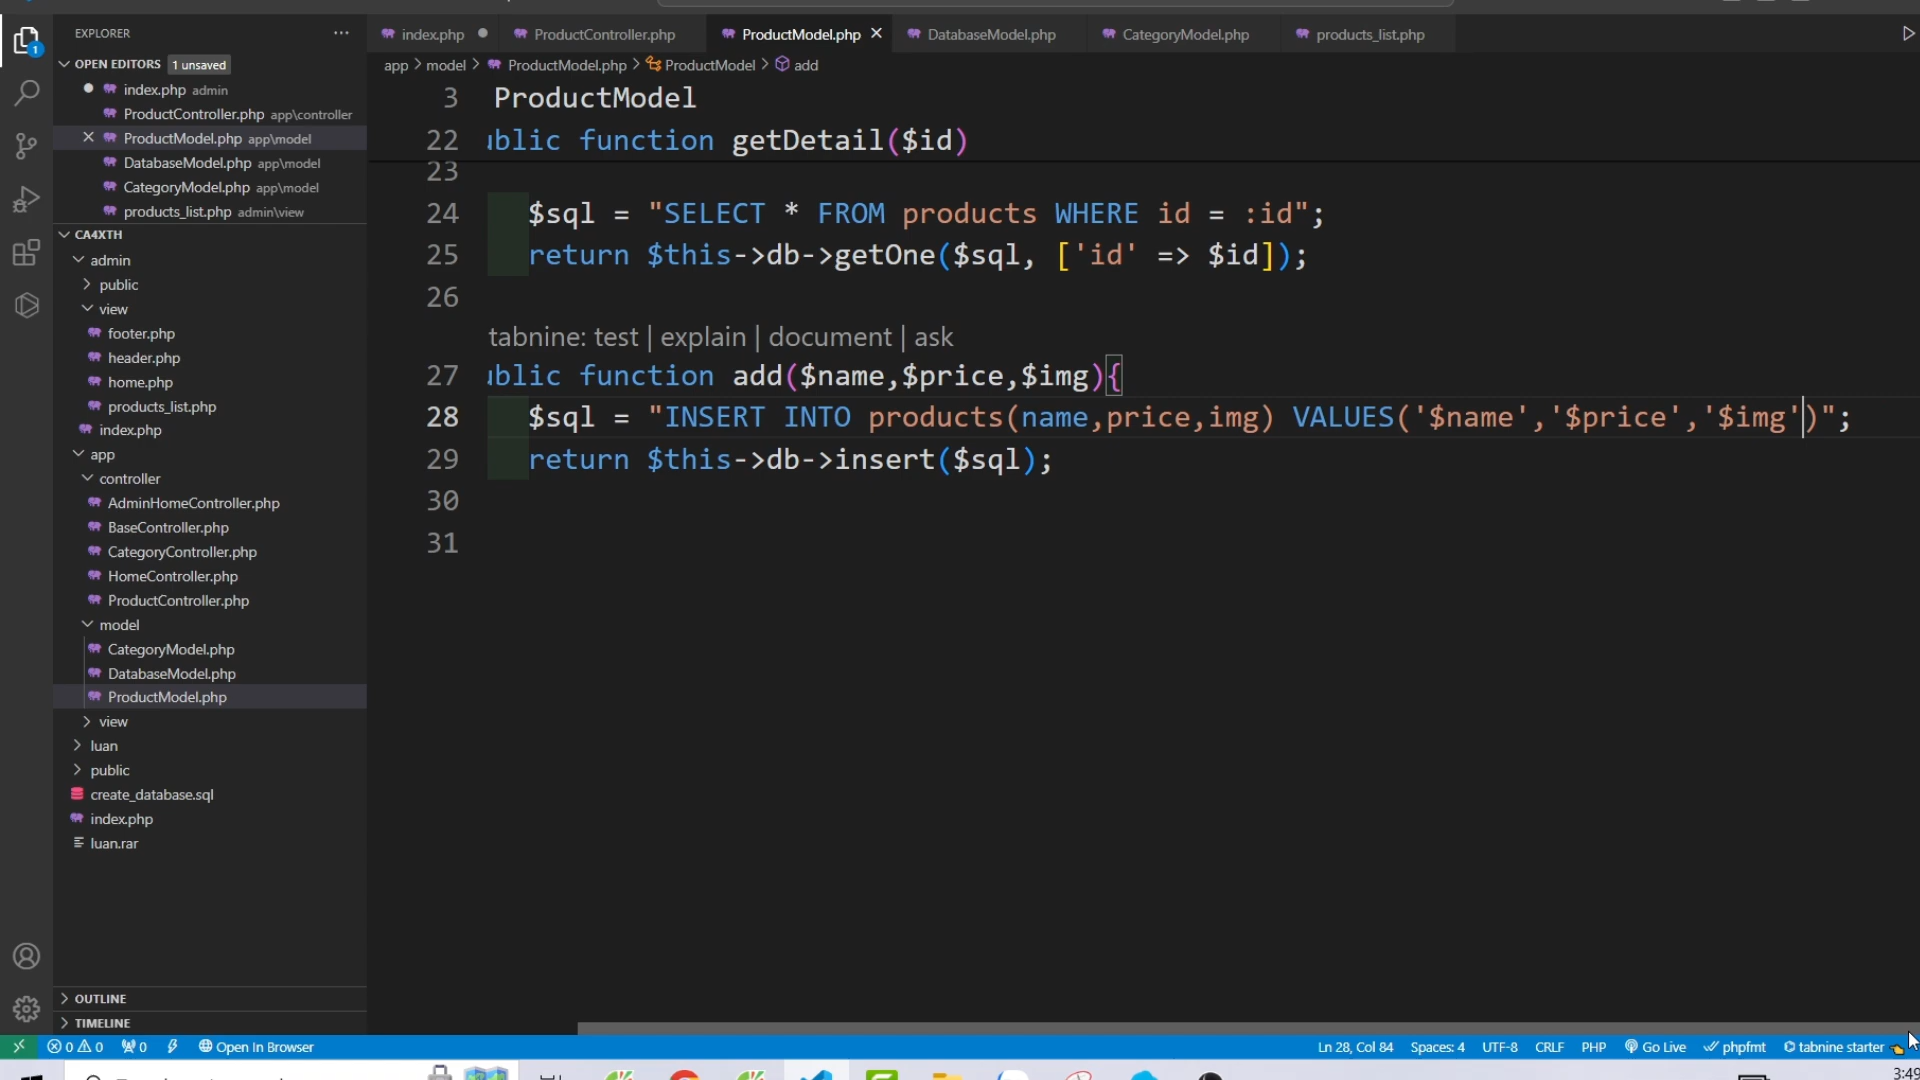 EXPLORER
index.php
ProductController.php
ProductModel.php
DatabaseModel.php
CategoryModel.php
products_list.php
OPEN EDITORS 1 unsaved
index.php admin
ProductController.php app\controller
ProductModel.php app\model
DatabaseModel.php app\model
CategoryModel.php app\model
products_list.php admin\view
CA4XTH
admin
public
view
footer.php
header.php
home.php
products_list.php
index.php
app
controller
AdminHomeController.php
BaseController.php
CategoryController.php
HomeController.php
ProductController.php
model
CategoryModel.php
DatabaseModel.php
ProductModel.php
view
luan
public
create_database.sql
index.php
luan.rar
OUTLINE
TIMELINE
app > model > ProductModel.php > ProductModel > add
3 ProductModel
22 ublic function getDetail($id)
23
24 $sql = "SELECT * FROM products WHERE id = :id";
25 return $this->db->getOne($sql, ['id' => $id]);
26
tabnine: test | explain | document | ask
27 ublic function add($name,$price,$img){
28 $sql = "INSERT INTO products(name,price,img) VALUES('$name','$price','$img')";
29 return $this->db->insert($sql);
30
31
1
0 0 0 Open In Browser
Ln 28, Col 84 Spaces: 4 UTF-8 CRLF PHP Go Live phpfmt tabnine starter
3:49